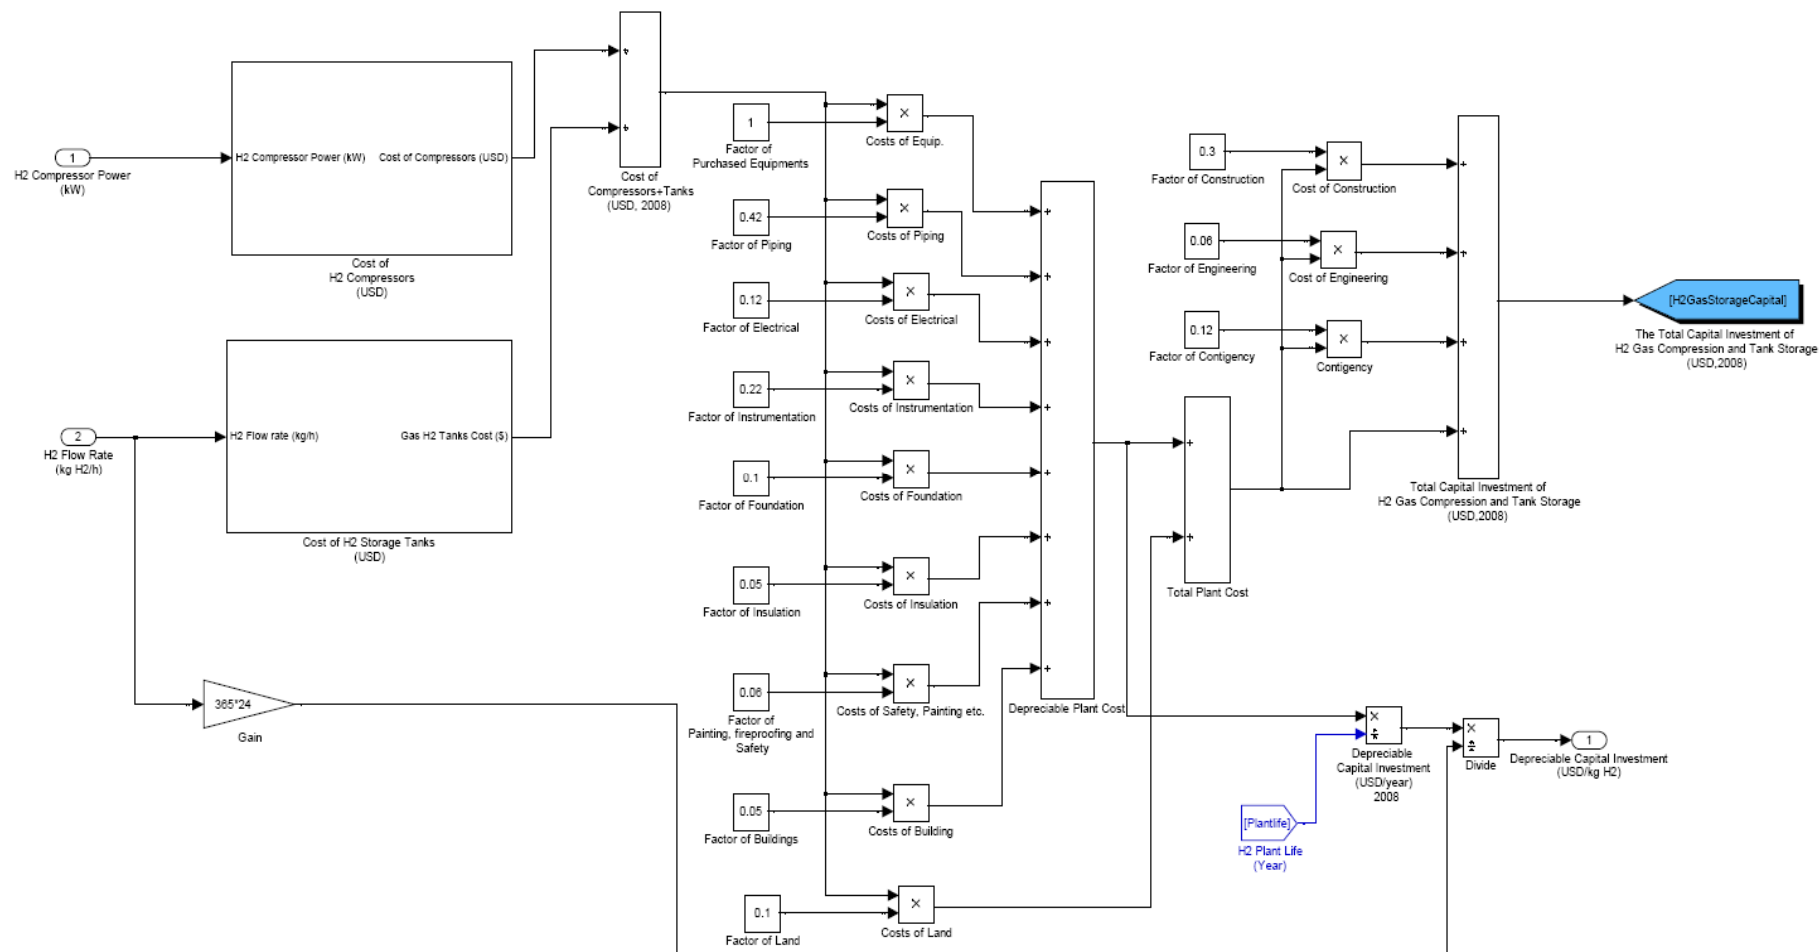 1
H2 Compressor Power
(kW)
H2 Compressor Power (kW)
Cost of Compressors (USD)
Cost of
H2 Compressors
(USD)
2
H2 Flow Rate
(kg H2/h)
H2 Flow rate (kg/h)
Gas H2 Tanks Cost ($)
Cost of H2 Storage Tanks
(USD)
365*24
Gain
+
+
Cost of
Compressors+Tanks
(USD, 2008)
1
Factor of
Purchased Equipments
×
Costs of Equip.
0.42
Factor of Piping
×
Costs of Piping
0.12
Factor of Electrical
×
Costs of Electrical
0.22
Factor of Instrumentation
×
Costs of Instrumentation
0.1
Factor of Foundation
×
Costs of Foundation
0.05
Factor of Insulation
×
Costs of Insulation
0.06
Factor of
Painting, fireproofing and
Safety
×
Costs of Safety, Painting etc.
0.05
Factor of Buildings
×
Costs of Building
0.1
Factor of Land
×
Costs of Land
+
+
+
+
+
+
+
+
Depreciable Plant Cost
+
+
Total Plant Cost
0.3
Factor of Construction
×
Cost of Construction
0.06
Factor of Engineering
×
Cost of Engineering
0.12
Factor of Contigency
×
Contigency
+
+
+
+
Total Capital Investment of
H2 Gas Compression and Tank Storage
(USD,2008)
[H2GasStorageCapital]
The Total Capital Investment of
H2 Gas Compression and Tank Storage
(USD,2008)
[Plantlife]
H2 Plant Life
(Year)
×
÷
Depreciable
Capital Investment
(USD/year)
2008
×
÷
Divide
1
Depreciable Capital Investment
(USD/kg H2)